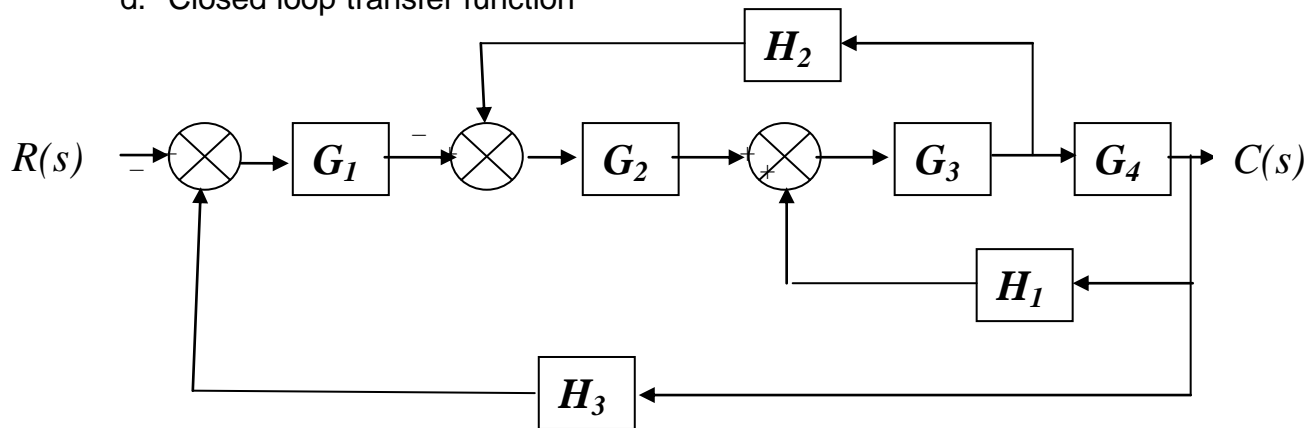 d. Closed loop transfer function
H2
R(s)
+
−
G1
−
+
G2
+
+
G3
G4
C(s)
H1
H3